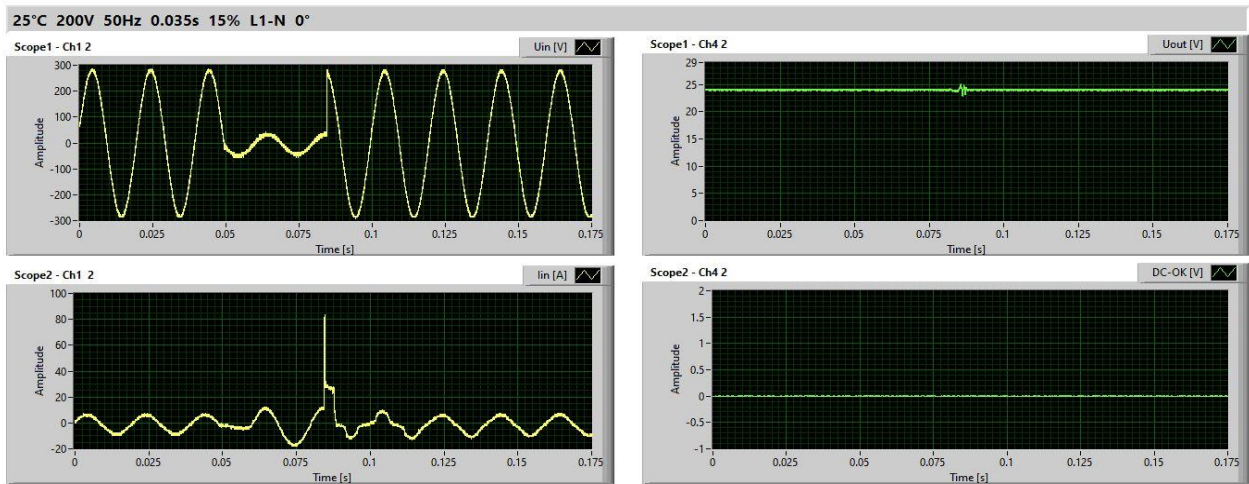 25°C 200V 50Hz 0.035s 15% L1-N 0°
Scope1 - Ch1 2
Uin [V]
Amplitude
300
200
100
0
-100
-200
-300
0 0.025 0.05 0.075 0.1 0.125 0.15 0.175
Time [s]
Scope1 - Ch4 2
Uout [V]
Amplitude
29
25
20
15
10
5
0
0 0.025 0.05 0.075 0.1 0.125 0.15 0.175
Time [s]
Scope2 - Ch1 2
Iin [A]
Amplitude
100
80
60
40
20
0
-20
0 0.025 0.05 0.075 0.1 0.125 0.15 0.175
Time [s]
Scope2 - Ch4 2
DC-OK [V]
Amplitude
2
1.5
1
0.5
0
-0.5
-1
0 0.025 0.05 0.075 0.1 0.125 0.15 0.175
Time [s]